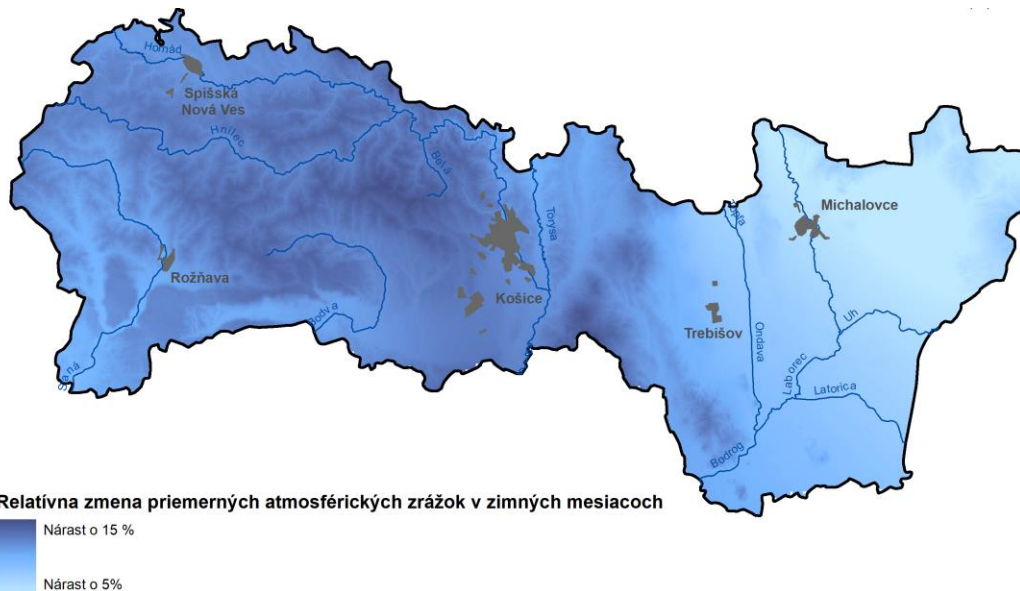 Hornád
Spišská
Nová Ves
Hnilec
Belá
Torysa
Rožňava
Košice
Bodva
Slaná
Michalovce
Trebišov
Ondava
Uh
Laborec
Latorica
Bodrog
Relatívna zmena priemerných atmosférických zrážok v zimných mesiacoch
Nárast o 15 %
Nárast o 5%